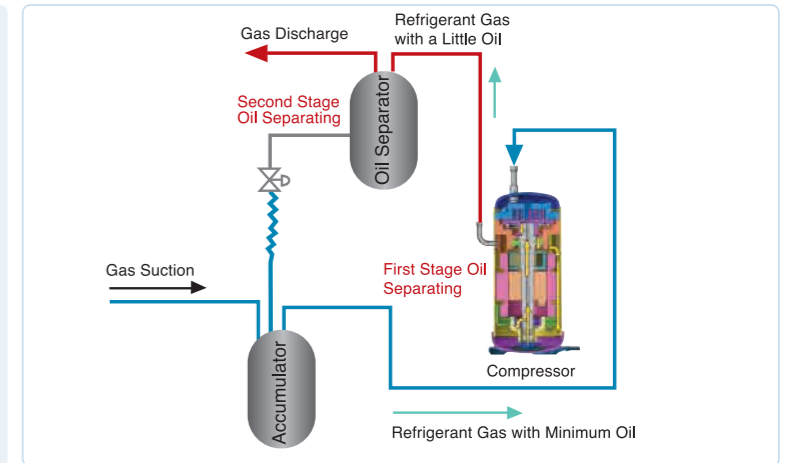 Refrigerant Gas
with a Little Oil
Gas Discharge
Second Stage
Oil Separating
Oil Separator
Gas Suction
First Stage Oil
Separating
Accumulator
Compressor
Refrigerant Gas with Minimum Oil